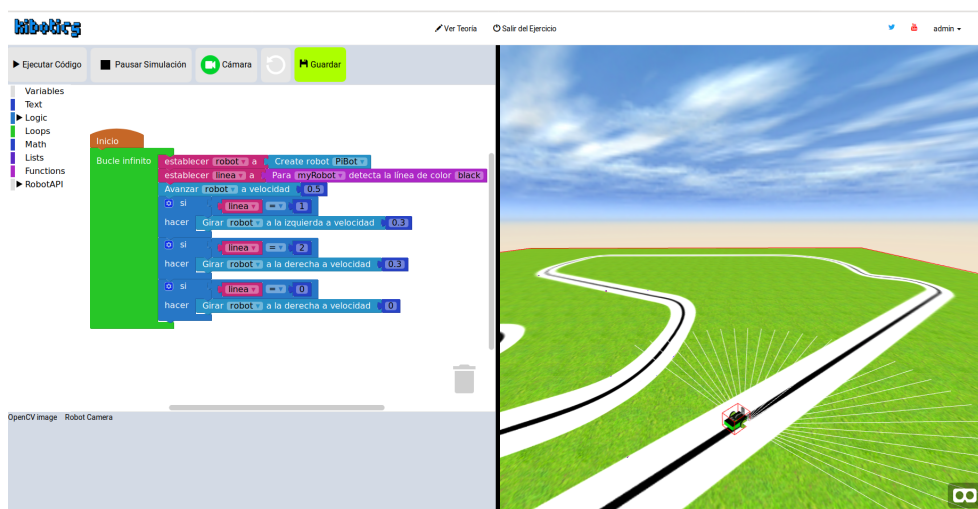 kibotics
Ver Teoría
Salir del Ejercicio
admin
Ejecutar Código
Pausar Simulación
Cámara
Guardar
Variables
Text
Logic
Loops
Math
Lists
Functions
RobotAPI
Inicio
Bucle infinito
establecer robot a Create robot PiBot
establecer linea a Para myRobot detecta la línea de color black
Avanzar robot a velocidad 0.5
si linea = 1
hacer Girar robot a la izquierda a velocidad 0.3
si linea = 2
hacer Girar robot a la derecha a velocidad 0.3
si linea = 0
hacer Girar robot a la derecha a velocidad 0
OpenCV image Robot Camera